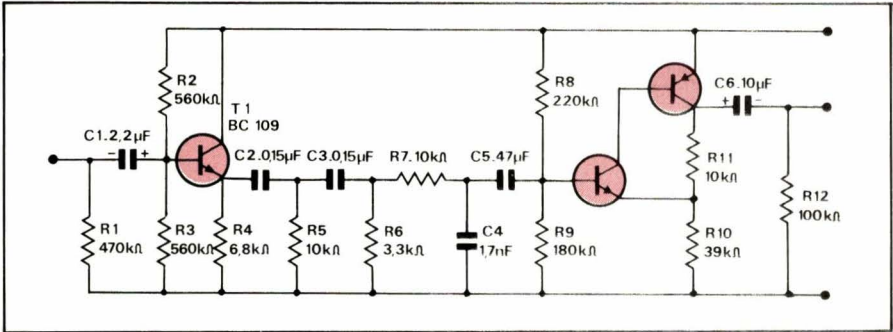 R2
560kΩ
T1
BC 109
C1.2,2µF
- +
C2.0,15µF
C3.0,15µF
R7.10kΩ
C5.47µF
R8
220kΩ
C6.10µF
+ -
R1
470kΩ
R3
560kΩ
R4
6,8kΩ
R5
10kΩ
R6
3,3kΩ
C4
1,7nF
R9
180kΩ
R11
10kΩ
R10
39kΩ
R12
100kΩ